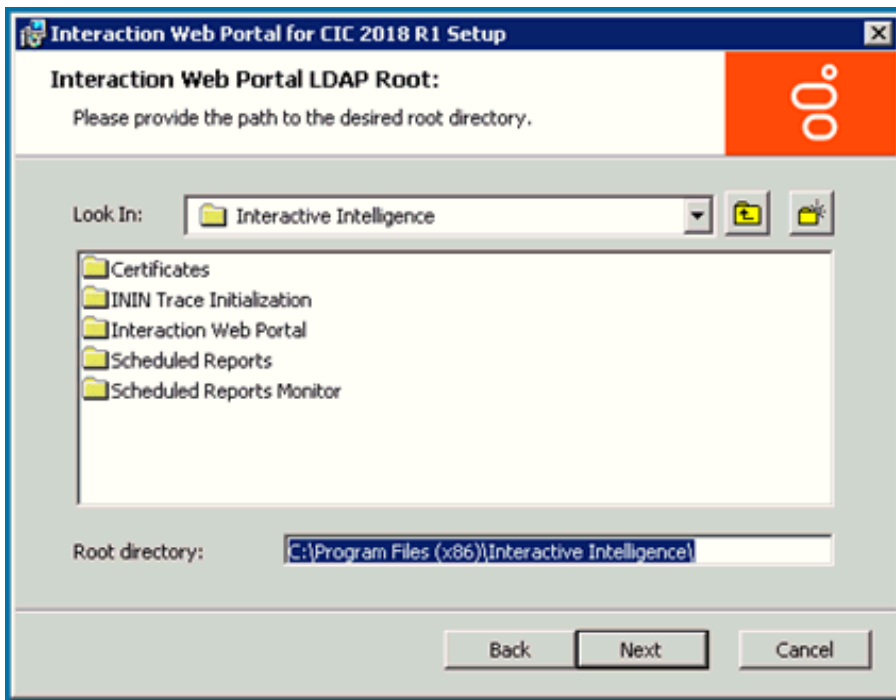 Interaction Web Portal for CIC 2018 R1 Setup
Interaction Web Portal LDAP Root:
Please provide the path to the desired root directory.
Look In: Interactive Intelligence
Certificates
ININ Trace Initialization
Interaction Web Portal
Scheduled Reports
Scheduled Reports Monitor
Root directory: C:\Program Files (x86)\Interactive Intelligence\
Back Next Cancel